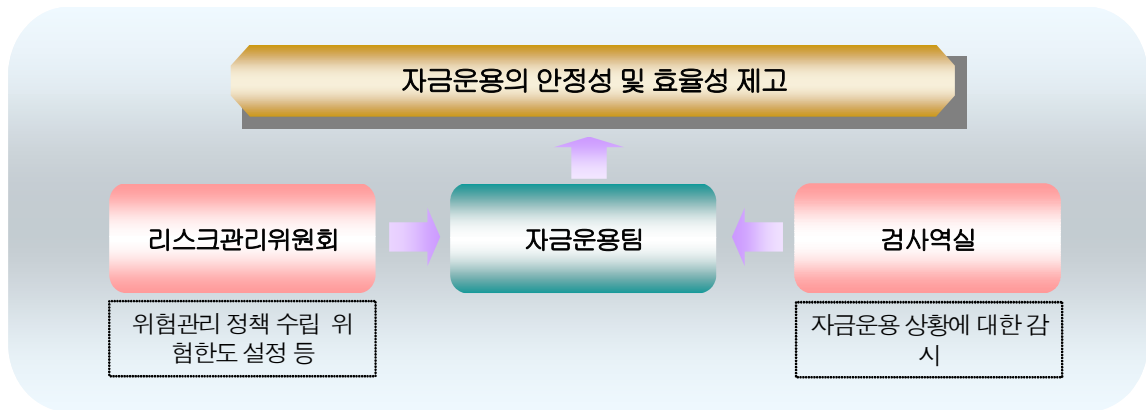 자금운용의 안정성 및 효율성 제고
리스크관리위원회
자금운용팀
검사역실
위험관리 정책 수립 위
험한도 설정 등
자금운용 상황에 대한 감
시